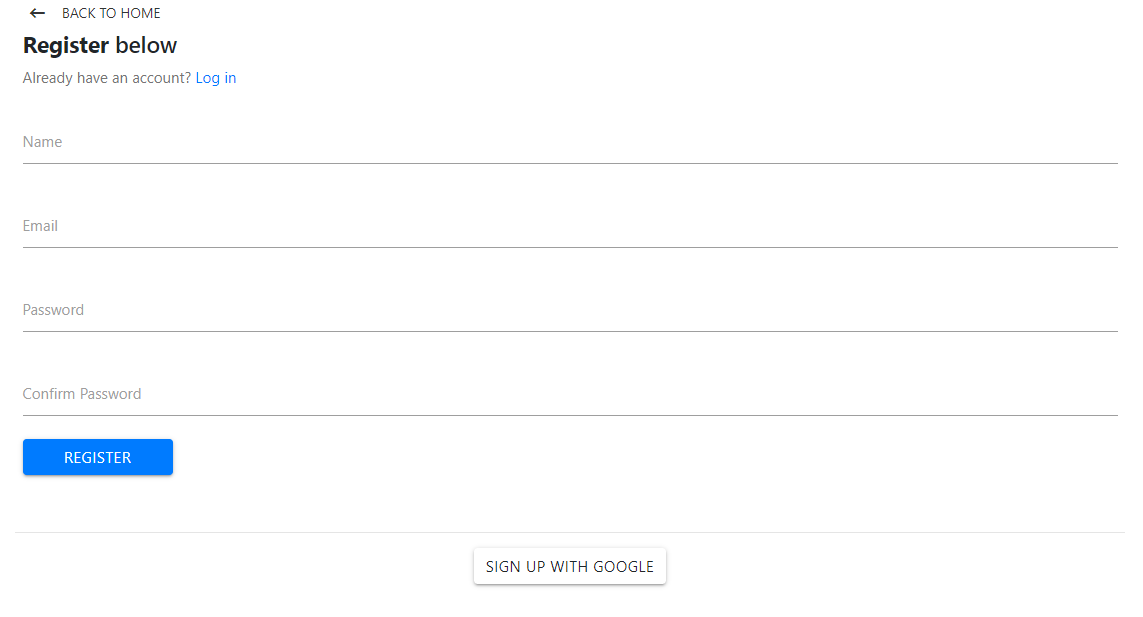 BACK TO HOME
Register below
Already have an account? Log in
Name
Email
Password
Confirm Password
REGISTER
SIGN UP WITH GOOGLE